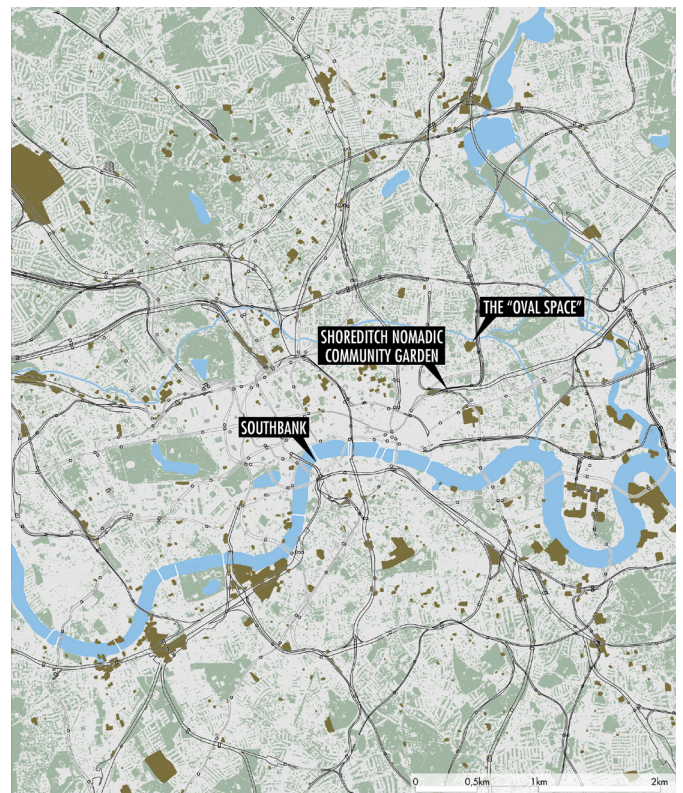 THE "OVAL SPACE"
SHOREDITCH NOMADIC
COMMUNITY GARDEN
SOUTHBANK
0 0,5km 1km 2km